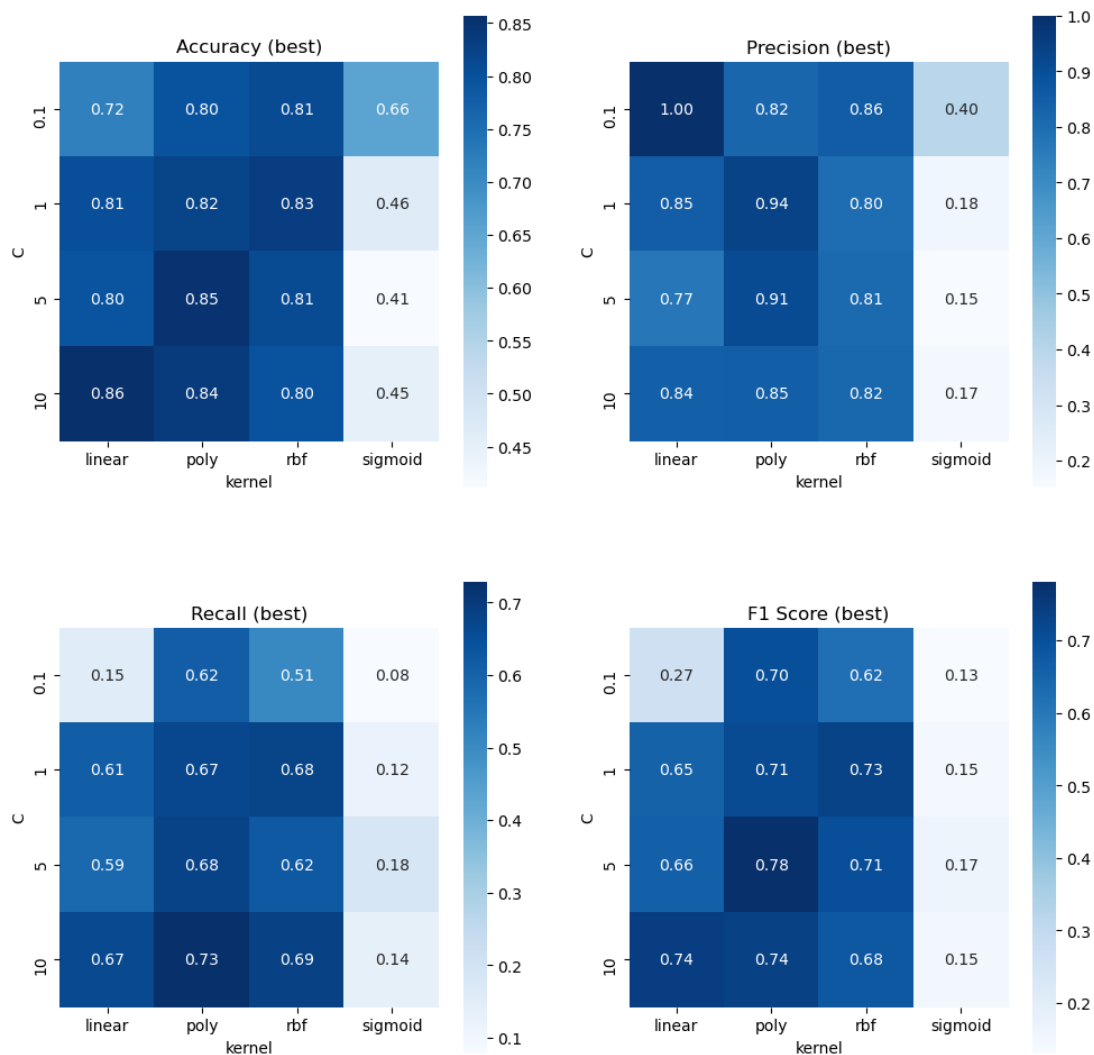 Accuracy (best)
C
0.1 0.72 0.80 0.81 0.66
1 0.81 0.82 0.83 0.46
5 0.80 0.85 0.81 0.41
10 0.86 0.84 0.80 0.45
linear poly rbf sigmoid
kernel
0.85
0.80
0.75
0.70
0.65
0.60
0.55
0.50
0.45
Precision (best)
C
0.1 1.00 0.82 0.86 0.40
1 0.85 0.94 0.80 0.18
5 0.77 0.91 0.81 0.15
10 0.84 0.85 0.82 0.17
linear poly rbf sigmoid
kernel
1.0
0.9
0.8
0.7
0.6
0.5
0.4
0.3
0.2
Recall (best)
C
0.1 0.15 0.62 0.51 0.08
1 0.61 0.67 0.68 0.12
5 0.59 0.68 0.62 0.18
10 0.67 0.73 0.69 0.14
linear poly rbf sigmoid
kernel
0.7
0.6
0.5
0.4
0.3
0.2
0.1
F1 Score (best)
C
0.1 0.27 0.70 0.62 0.13
1 0.65 0.71 0.73 0.15
5 0.66 0.78 0.71 0.17
10 0.74 0.74 0.68 0.15
linear poly rbf sigmoid
kernel
0.7
0.6
0.5
0.4
0.3
0.2